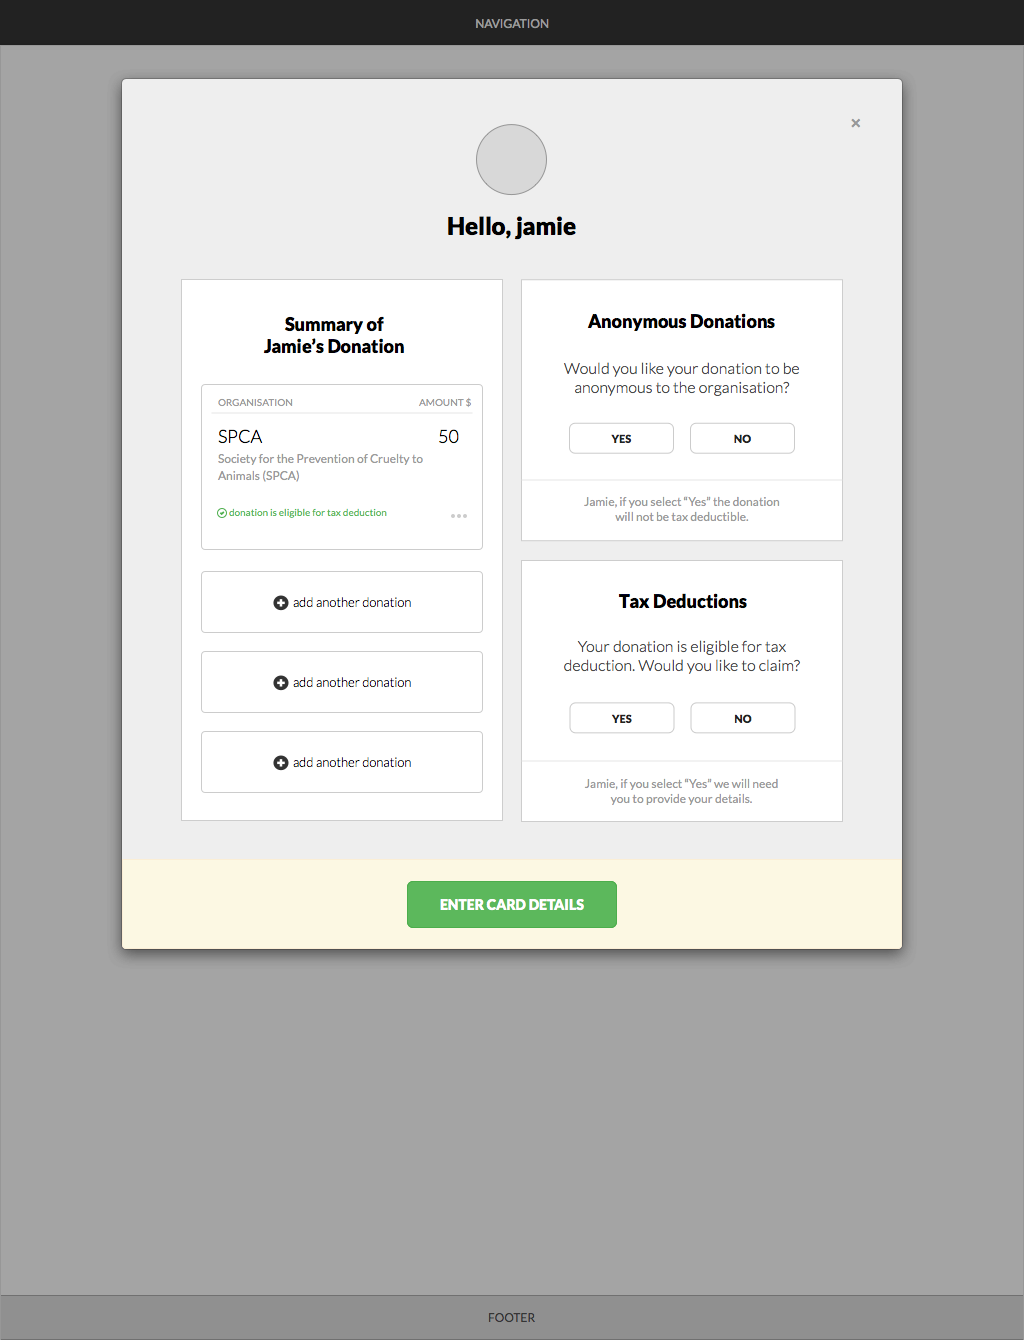 NAVIGATION
×
Hello, jamie
Summary of
Jamie’s Donation
ORGANISATION AMOUNT $
SPCA 50
Society for the Prevention of Cruelty to
Animals (SPCA)
donation is eligible for tax deduction
add another donation
add another donation
add another donation
Anonymous Donations
Would you like your donation to be
anonymous to the organisation?
YES NO
Jamie, if you select “Yes” the donation
will not be tax deductible.
Tax Deductions
Your donation is eligible for tax
deduction. Would you like to claim?
YES NO
Jamie, if you select “Yes” we will need
you to provide your details.
ENTER CARD DETAILS
FOOTER